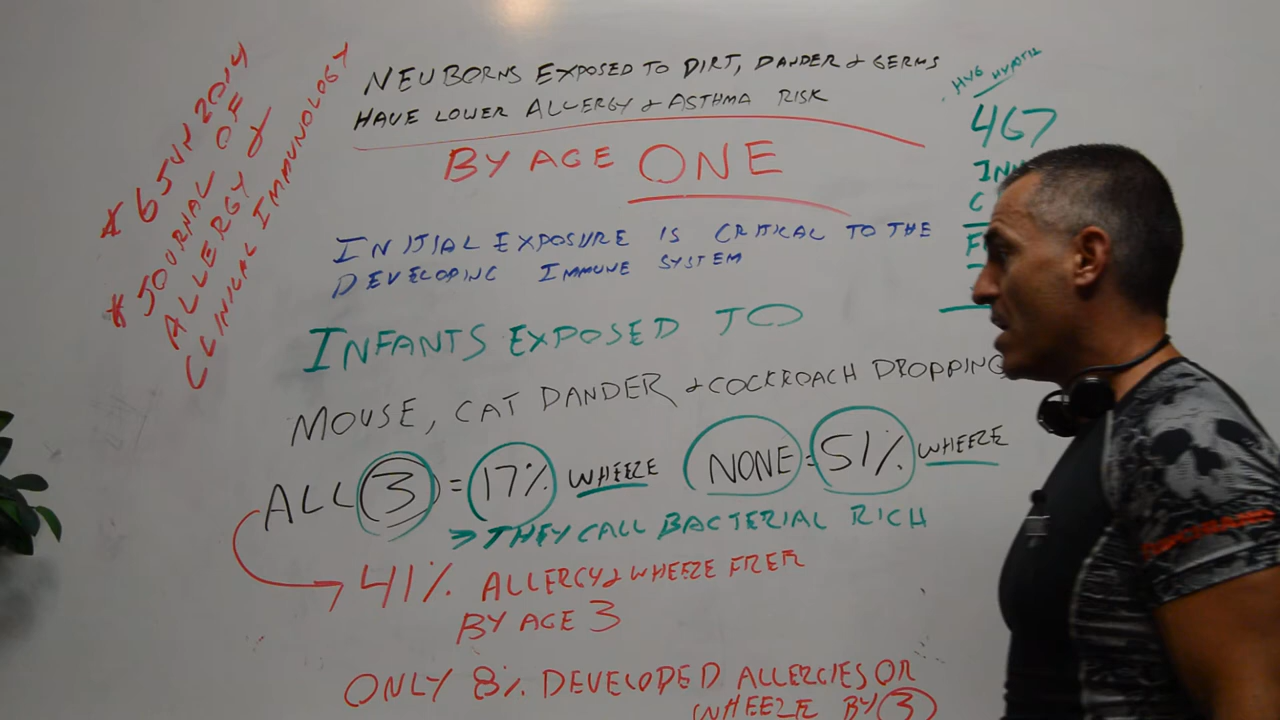 * 6 JUN 2014
* JOURNAL OF
ALLERGY &
CLINICAL IMMUNOLOGY
NEWBORNS EXPOSED TO DIRT, DANDER & GERMS
HAVE LOWER ALLERGY & ASTHMA RISK
BY AGE ONE
INITIAL EXPOSURE IS CRITICAL TO THE
DEVELOPING IMMUNE SYSTEM
INFANTS EXPOSED TO
MOUSE, CAT DANDER & COCKROACH DROPPING
ALL 3 = 17% WHEEZE NONE = 51% WHEEZE
> THEY CALL BACTERIAL RICH
41% ALLERGY & WHEEZE FREE
BY AGE 3
ONLY 8% DEVELOPED ALLERGIES OR
WHEEZE BY 3
HYG
467